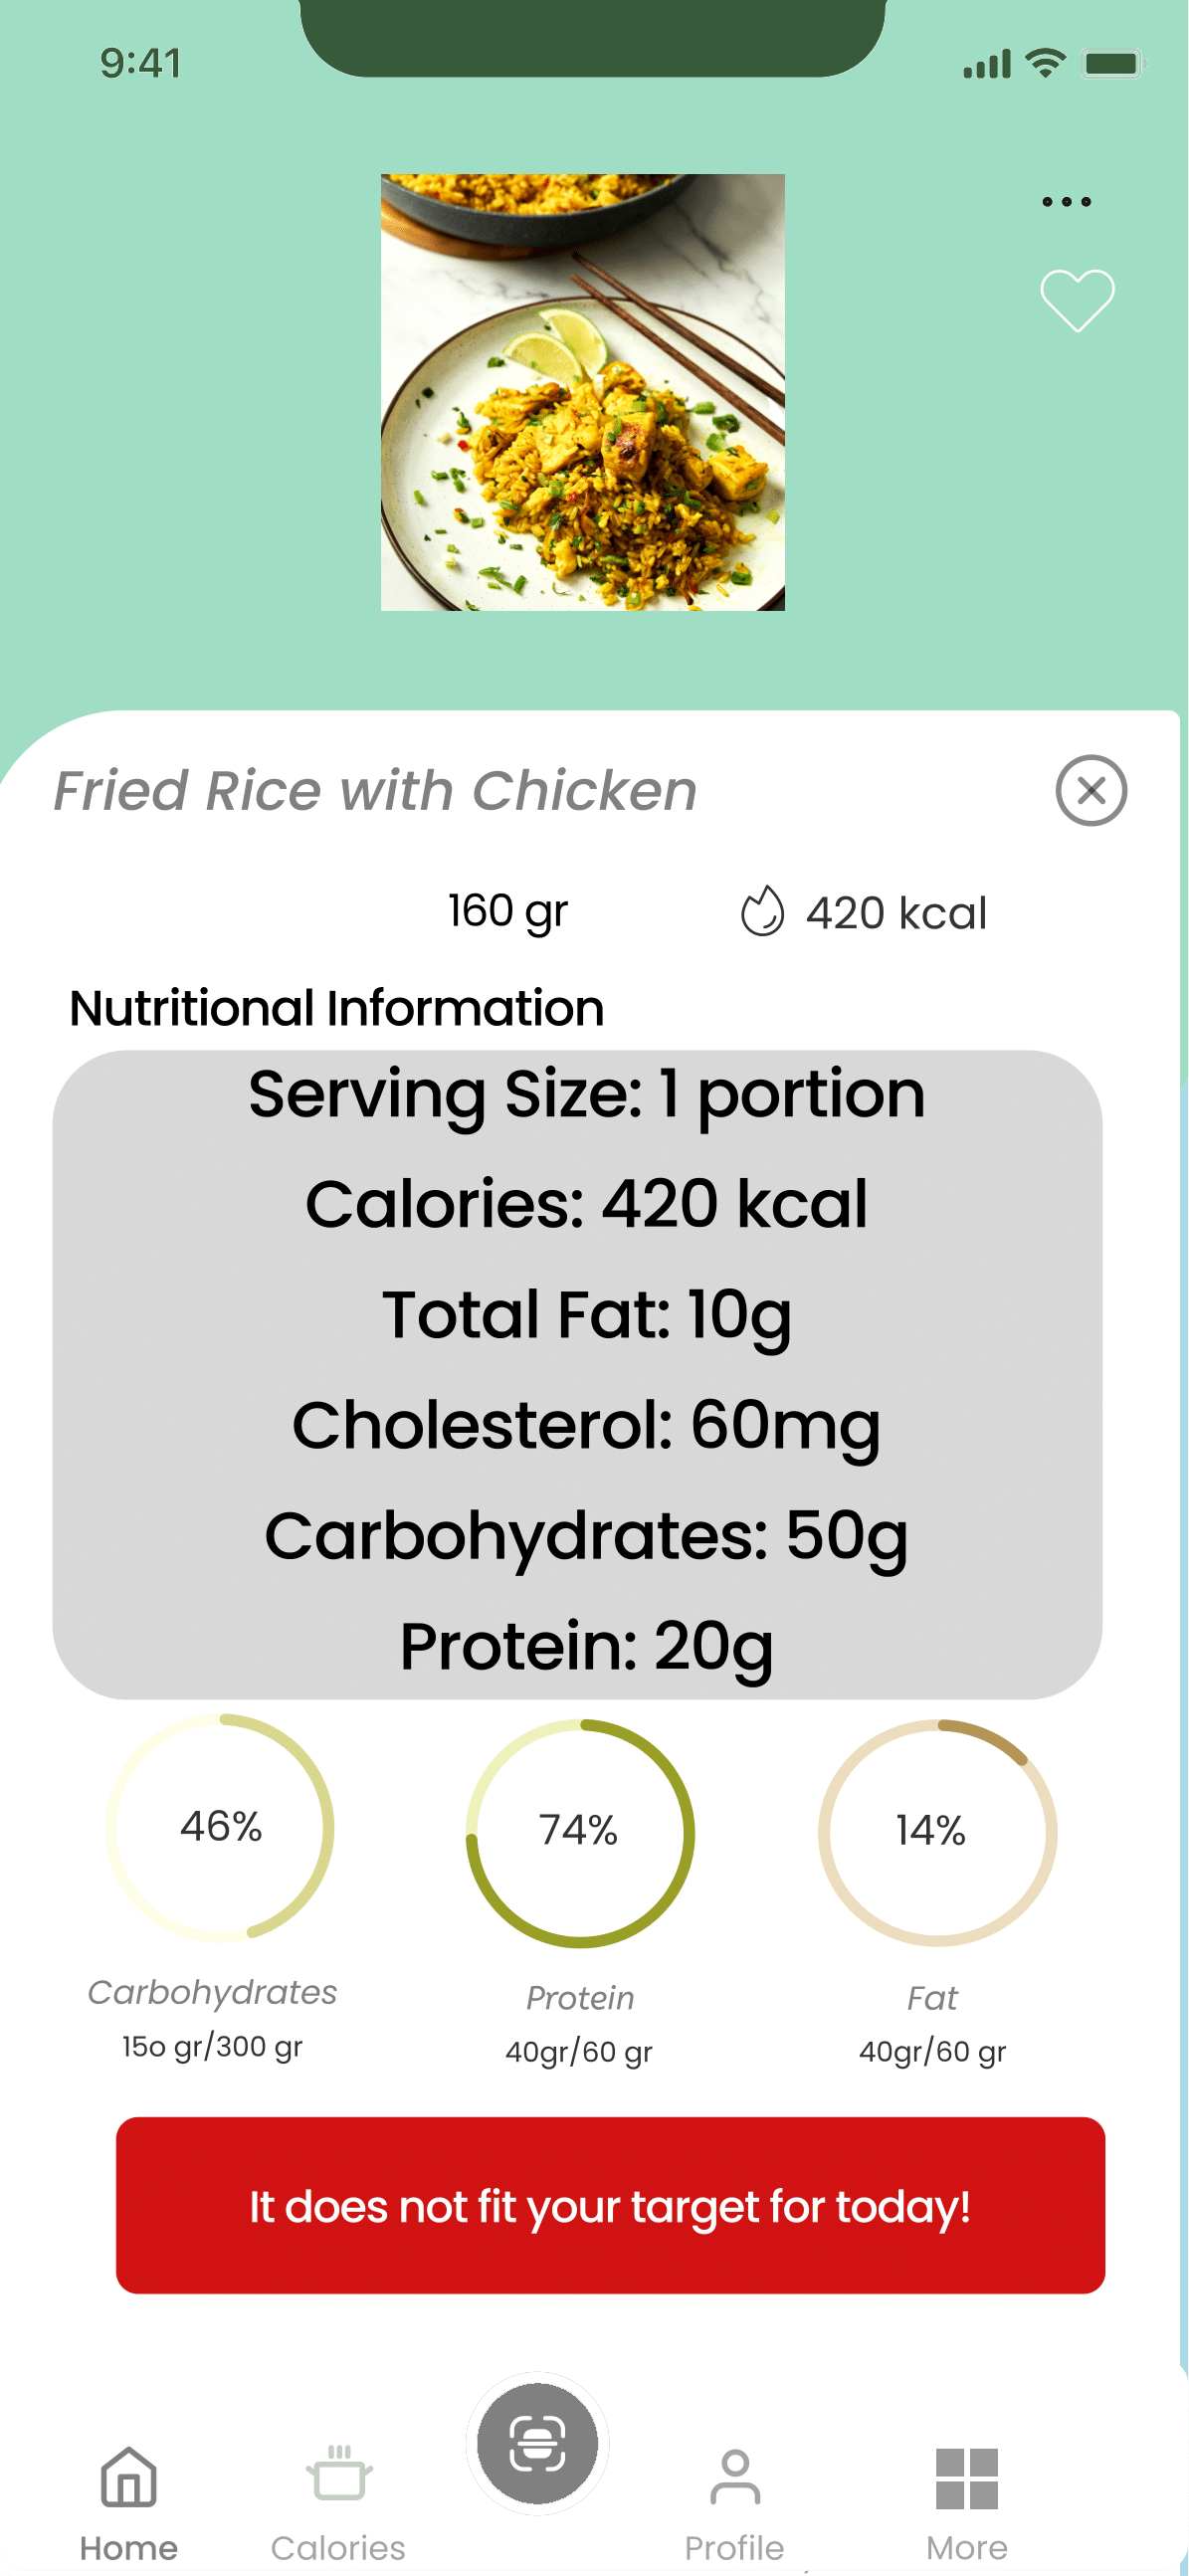 9:41
Fried Rice with Chicken
160 gr
420 kcal
Nutritional Information
Serving Size: 1 portion
Calories: 420 kcal
Total Fat: 10g
Cholesterol: 60mg
Carbohydrates: 50g
Protein: 20g
46%
74%
14%
Carbohydrates
Protein
Fat
15o gr/300 gr
40gr/60 gr
40gr/60 gr
It does not fit your target for today!
Home
Calories
Profile
More